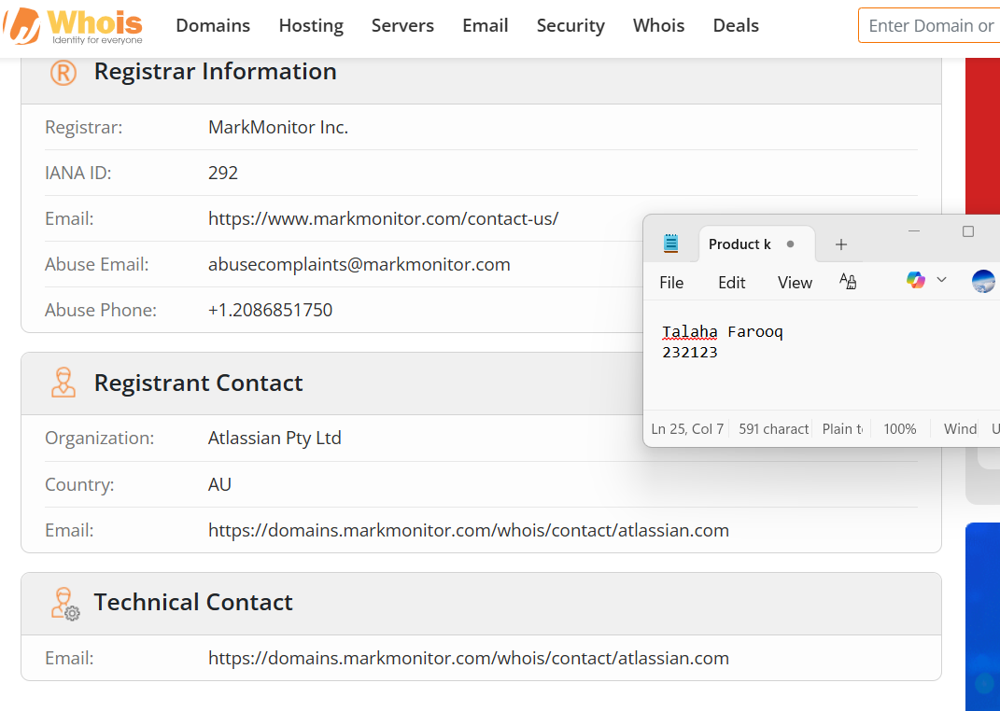 Whois
Identity for everyone
Domains Hosting Servers Email Security Whois Deals
Enter Domain or
Registrar Information
Registrar: MarkMonitor Inc.
IANA ID: 292
Email: https://www.markmonitor.com/contact-us/
Abuse Email: abusecomplaints@markmonitor.com
Abuse Phone: +1.2086851750
Registrant Contact
Organization: Atlassian Pty Ltd
Country: AU
Email: https://domains.markmonitor.com/whois/contact/atlassian.com
Technical Contact
Email: https://domains.markmonitor.com/whois/contact/atlassian.com
Product k
File Edit View
Talaha Farooq
232123
Ln 25, Col 7 591 charact Plain t 100% Wind U